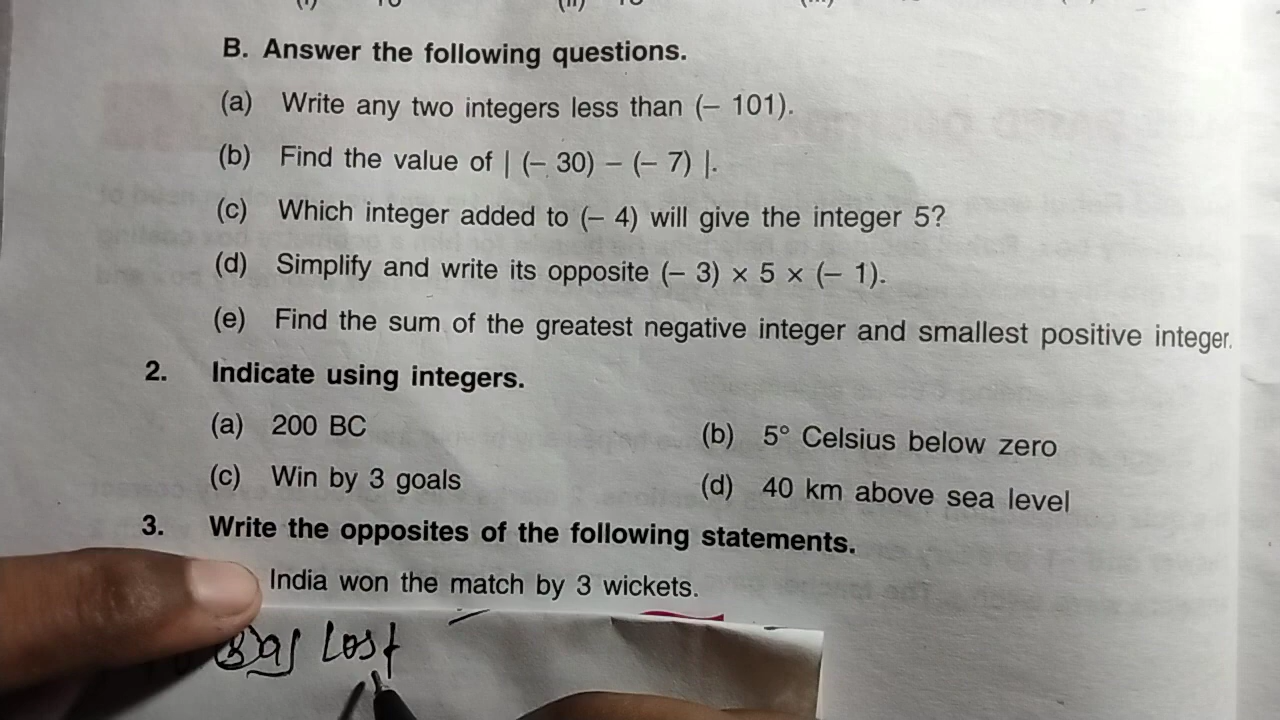 B. Answer the following questions.
(a) Write any two integers less than (– 101).
(b) Find the value of | (– 30) – (– 7) |.
(c) Which integer added to (– 4) will give the integer 5?
(d) Simplify and write its opposite (– 3) × 5 × (– 1).
(e) Find the sum of the greatest negative integer and smallest positive integer.
2. Indicate using integers.
(a) 200 BC
(b) 5° Celsius below zero
(c) Win by 3 goals
(d) 40 km above sea level
3. Write the opposites of the following statements.
India won the match by 3 wickets.
Lost